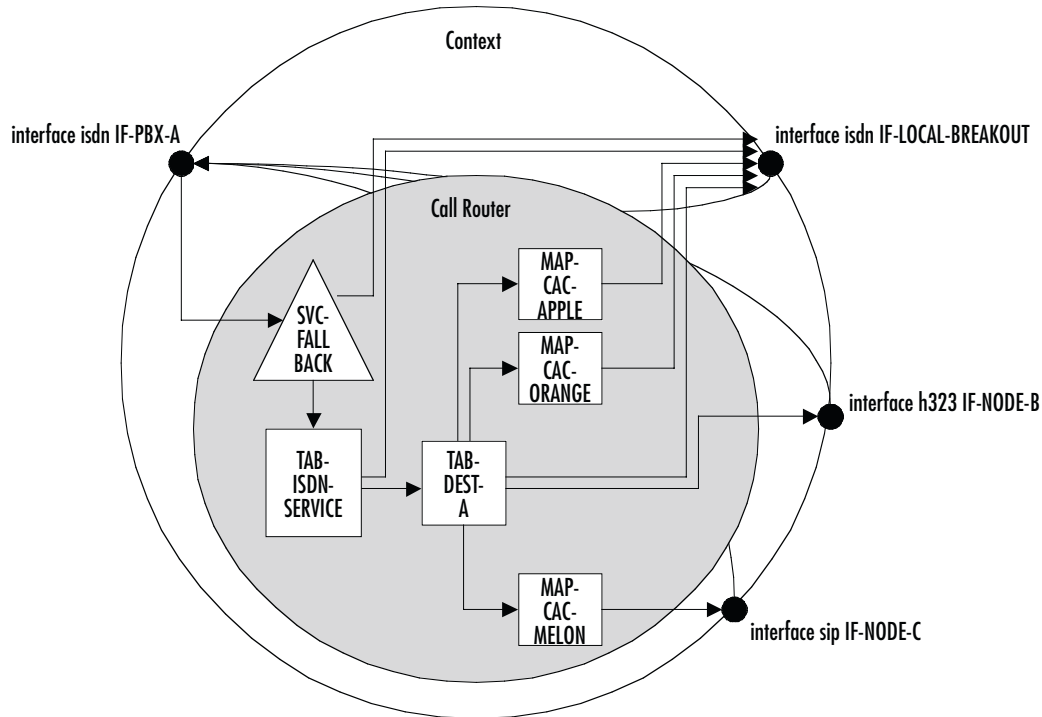 Context
interface isdn IF-PBX-A
interface isdn IF-LOCAL-BREAKOUT
Call Router
MAP-
CAC-
APPLE
SVC-
FALL
BACK
MAP-
CAC-
ORANGE
interface h323 IF-NODE-B
TAB-
ISDN-
SERVICE
TAB-
DEST-
A
MAP-
CAC-
MELON
interface sip IF-NODE-C